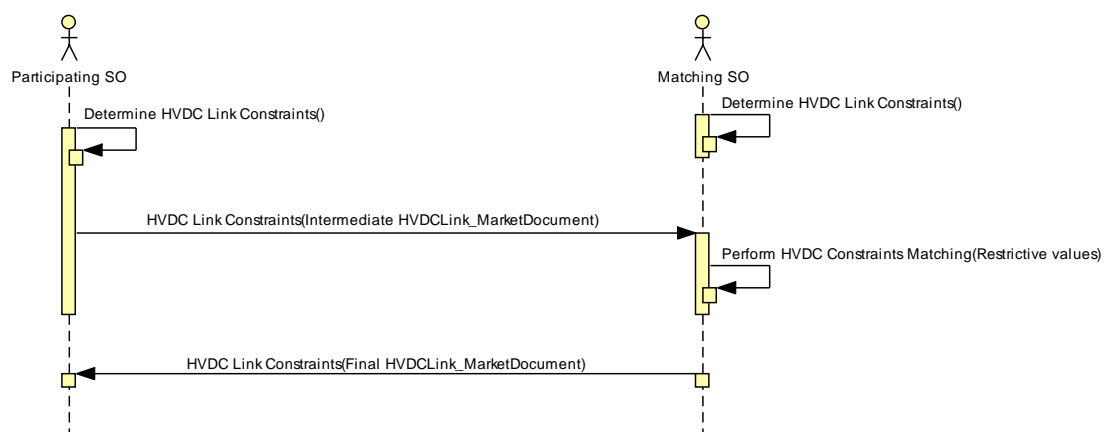 Participating SO
Matching SO
Determine HVDC Link Constraints()
Determine HVDC Link Constraints()
HVDC Link Constraints(Intermediate HVDCLink_MarketDocument)
Perform HVDC Constraints Matching(Restrictive values)
HVDC Link Constraints(Final HVDCLink_MarketDocument)